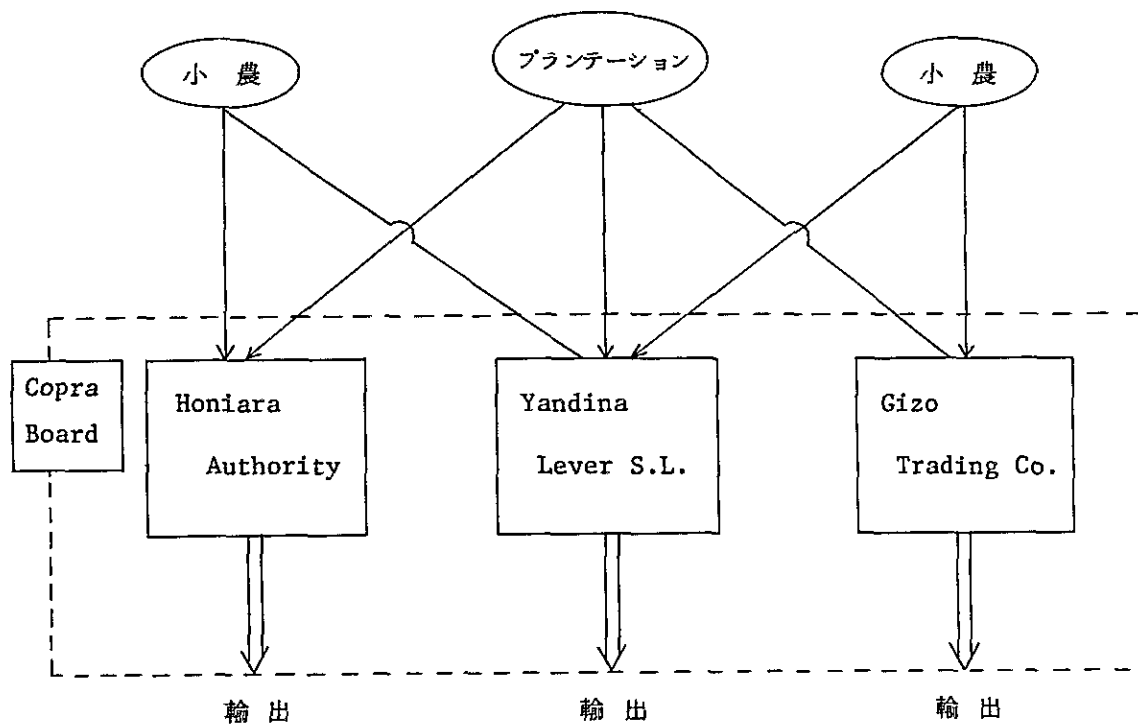 小農
プランテーション
小農
Copra
Board
Honiara
Authority
Yandina
Lever S.L.
Gizo
Trading Co.
輸出
輸出
輸出